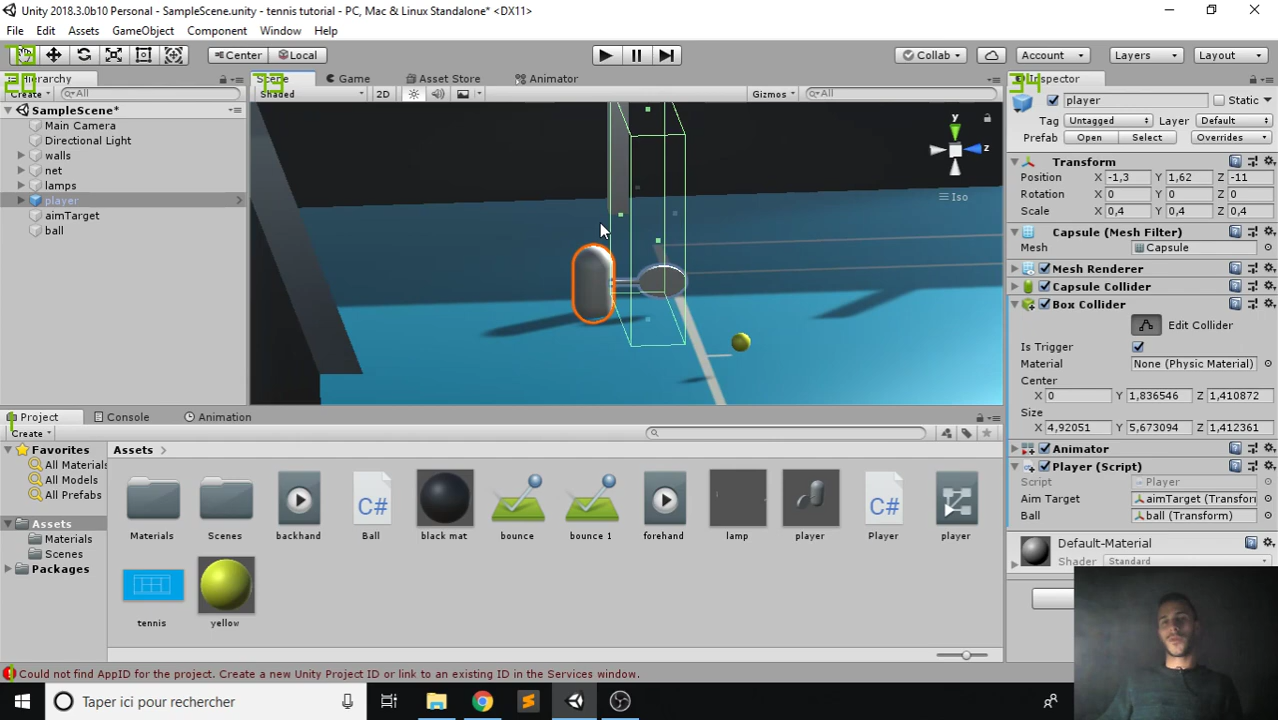 Unity 2018.3.0b10 Personal - SampleScene.unity - tennis tutorial - PC, Mac & Linux Standalone* <DX11>
File Edit Assets GameObject Component Window Help
Center Local Collab Account Layers Layout
20 73 34
Hierarchy Scene Game Asset Store Animator Inspector
Create All Shaded 2D Gizmos All
player Static
SampleScene*
Tag Untagged Layer Default
Main Camera
Prefab Open Select Overrides
Directional Light
walls
net
lamps
player
aimTarget
ball
y
z
Iso
Transform
Position X -1,3 Y 1,62 Z -11
Rotation X 0 Y 0 Z 0
Scale X 0,4 Y 0,4 Z 0,4
Capsule (Mesh Filter)
Mesh Capsule
Mesh Renderer
Capsule Collider
Box Collider
Edit Collider
Is Trigger
Material None (Physic Material)
Center
X 0 Y 1,836546 Z 1,410872
Size
X 4,92051 Y 5,673094 Z 1,412361
Animator
Player (Script)
Script Player
Aim Target aimTarget (Transfor
Ball ball (Transform)
Default-Material
Shader Standard
Project Console Animation
Create
Favorites
All Materials
All Models
All Prefabs
Assets
Materials
Scenes
Packages
Assets
C# C#
Materials Scenes backhand Ball black mat bounce bounce 1 forehand lamp player Player player
tennis yellow
Could not find AppID for the project. Create a new Unity Project ID or link to an existing ID in the Services window.
Taper ici pour rechercher